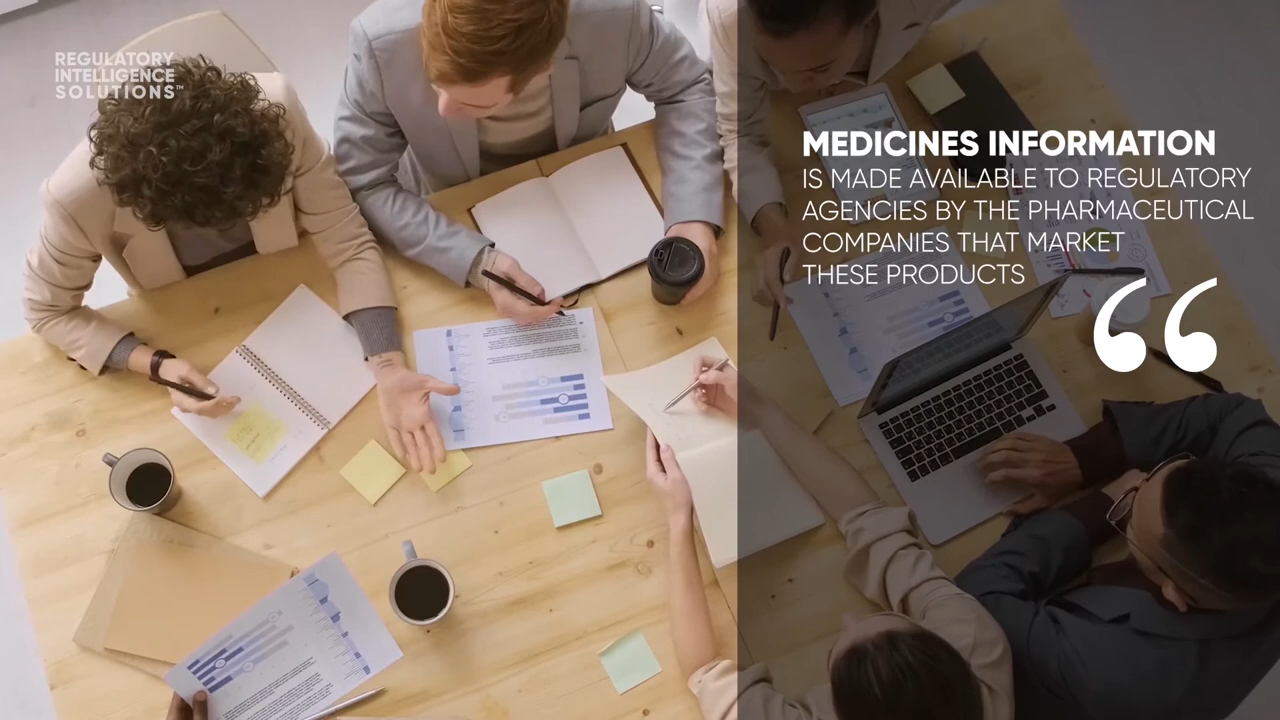 REGULATORY
INTELLIGENCE
SOLUTIONS™
MEDICINES INFORMATION
IS MADE AVAILABLE TO REGULATORY
AGENCIES BY THE PHARMACEUTICAL
COMPANIES THAT MARKET
THESE PRODUCTS
“